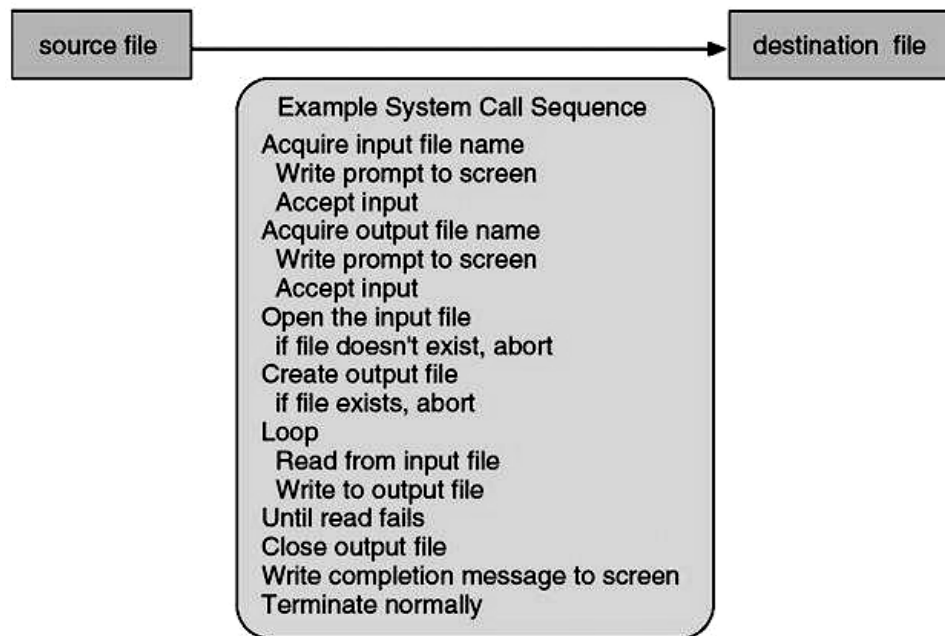 source file
destination file
Example System Call Sequence
Acquire input file name
Write prompt to screen
Accept input
Acquire output file name
Write prompt to screen
Accept input
Open the input file
if file doesn't exist, abort
Create output file
if file exists, abort
Loop
Read from input file
Write to output file
Until read fails
Close output file
Write completion message to screen
Terminate normally